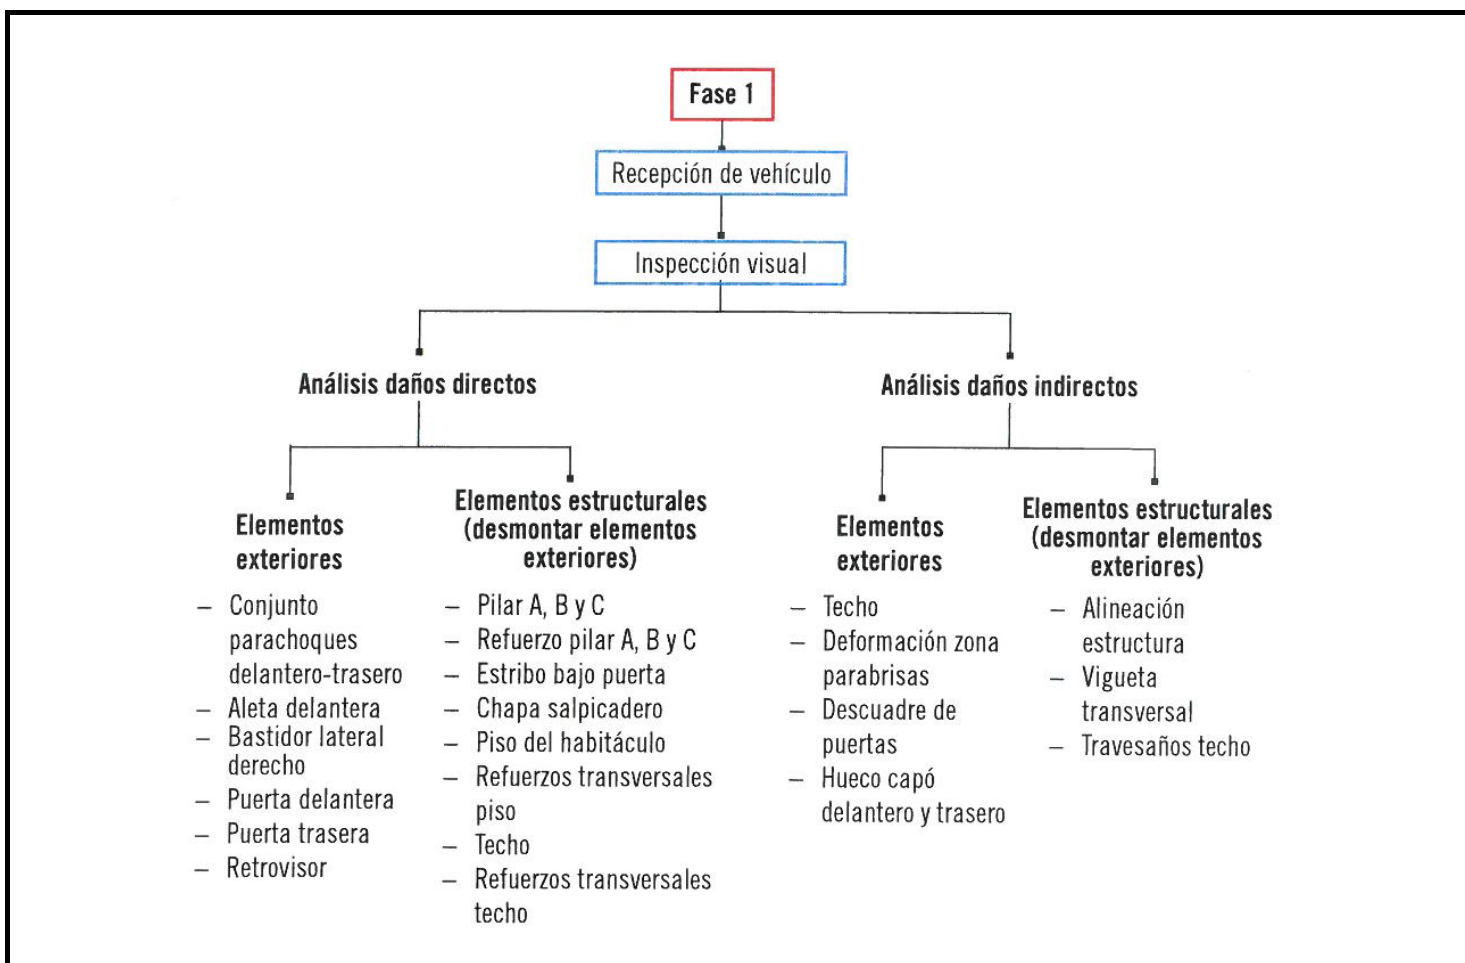 Fase 1
Recepción de vehículo
Inspección visual
Análisis daños directos
Análisis daños indirectos
Elementos
exteriores
– Conjunto
parachoques
delantero-trasero
– Aleta delantera
– Bastidor lateral
derecho
– Puerta delantera
– Puerta trasera
– Retrovisor
Elementos estructurales
(desmontar elementos
exteriores)
– Pilar A, B y C
– Refuerzo pilar A, B y C
– Estribo bajo puerta
– Chapa salpicadero
– Piso del habitáculo
– Refuerzos transversales
piso
– Techo
– Refuerzos transversales
techo
Elementos
exteriores
– Techo
– Deformación zona
parabrisas
– Descuadre de
puertas
– Hueco capó
delantero y trasero
Elementos estructurales
(desmontar elementos
exteriores)
– Alineación
estructura
– Vigueta
transversal
– Travesaños techo